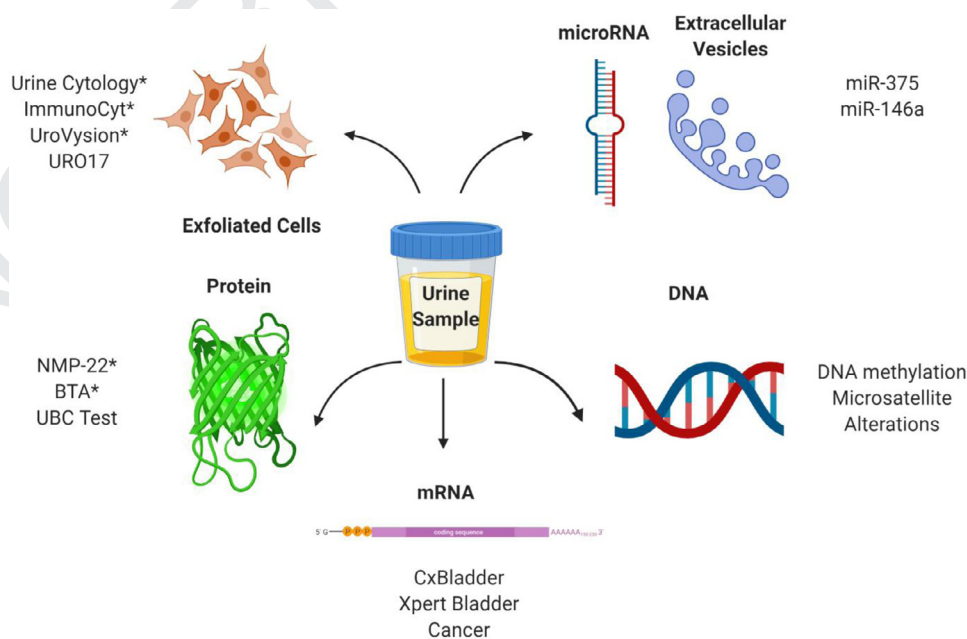 microRNA
Extracellular
Vesicles
Urine Cytology*
ImmunoCyt*
UroVysion*
URO17
miR-375
miR-146a
Exfoliated Cells
Protein
Urine
Sample
DNA
NMP-22*
BTA*
UBC Test
DNA methylation
Microsatellite
Alterations
mRNA
5' G P P P coding sequence AAAAAA 3'
CxBladder
Xpert Bladder
Cancer